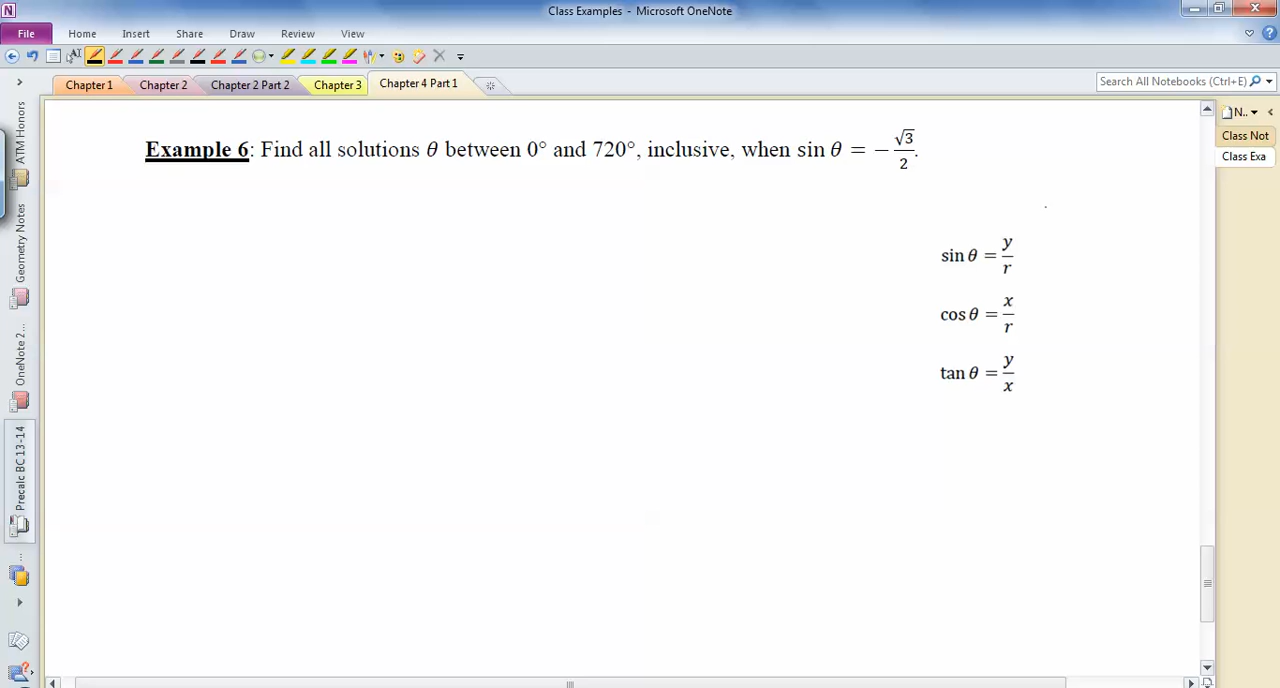 Class Examples - Microsoft OneNote
File Home Insert Share Draw Review View
Chapter 1 Chapter 2 Chapter 2 Part 2 Chapter 3 Chapter 4 Part 1
Search All Notebooks (Ctrl+E)
N..
Class Not
Class Exa
ATM Honors
Geometry Notes
OneNote 2...
Precalc BC 13-14
Example 6: Find all solutions θ between 0° and 720°, inclusive, when sin θ = −√3/2.
sin θ = y/r
cos θ = x/r
tan θ = y/x